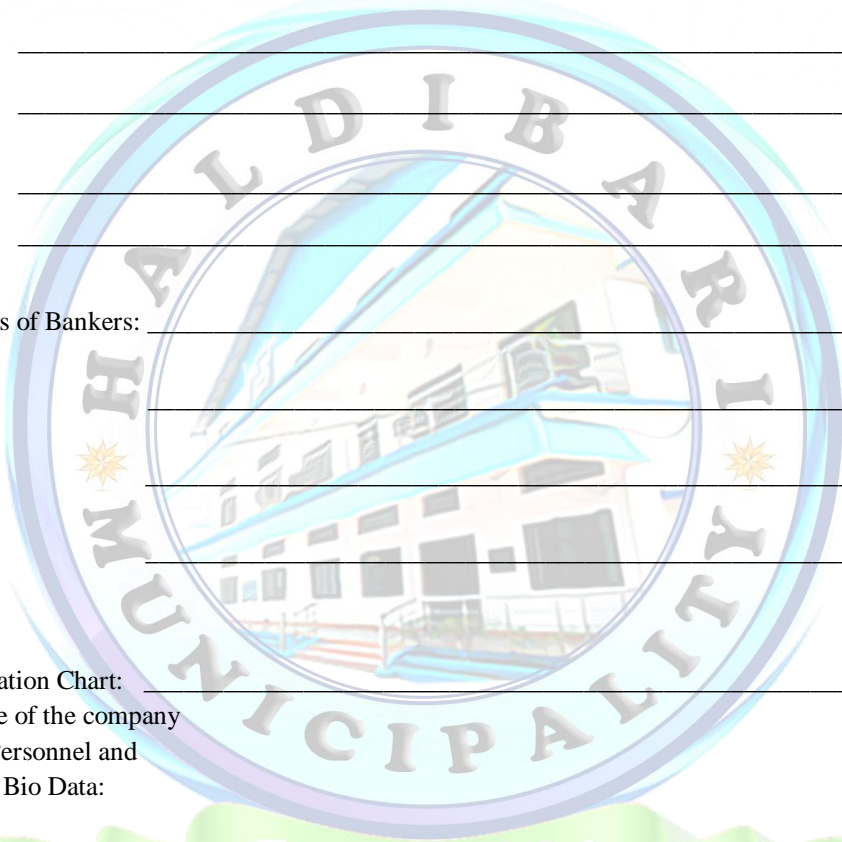 HALDIBARI
s of Bankers:
ation Chart:
e of the company
ersonnel and
Bio Data:
MUNICIPALITY